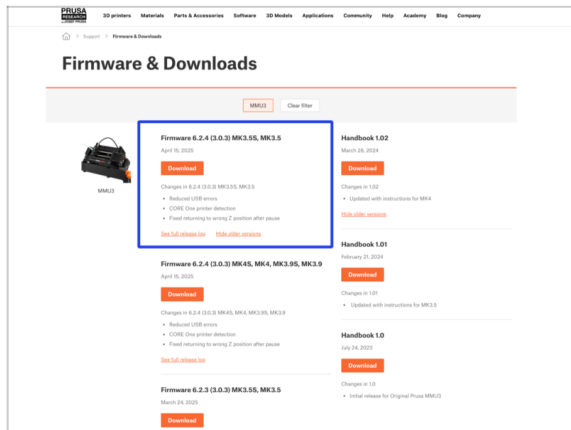 PRUSA
RESEARCH
by JOSEF PRUSA
3D printers Materials Parts & Accessories Software 3D Models Applications Community Help Academy Blog Company
Support > Firmware & Downloads
Firmware & Downloads
MMU3 Clear filter
MMU3
Firmware 6.2.4 (3.0.3) MK3.5S, MK3.5
April 15, 2025
Download
Changes in 6.2.4 (3.0.3) MK3.5S, MK3.5
• Reduced USB errors
• CORE One printer detection
• Fixed returning to wrong Z position after pause
See full release log Hide older versions
Firmware 6.2.4 (3.0.3) MK4S, MK4, MK3.9S, MK3.9
April 15, 2025
Download
Changes in 6.2.4 (3.0.3) MK4S, MK4, MK3.9S, MK3.9
• Reduced USB errors
• CORE One printer detection
• Fixed returning to wrong Z position after pause
See full release log
Firmware 6.2.3 (3.0.3) MK3.5S, MK3.5
March 24, 2025
Download
Handbook 1.02
March 26, 2024
Download
Changes in 1.02
• Updated with instructions for MK4
Hide older versions
Handbook 1.01
February 21, 2024
Download
Changes in 1.01
• Updated with instructions for MK3.5
Handbook 1.0
July 24, 2023
Download
Changes in 1.0
• Initial release for Original Prusa MMU3